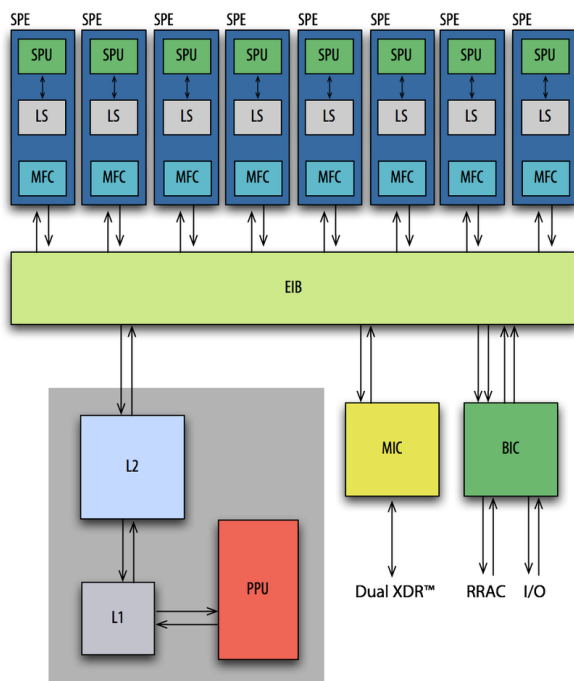 SPE SPE SPE SPE SPE SPE SPE SPE
SPU SPU SPU SPU SPU SPU SPU SPU
LS LS LS LS LS LS LS LS
MFC MFC MFC MFC MFC MFC MFC MFC
EIB
L2 MIC BIC
PPU
Dual XDR™ RRAC I/O
L1